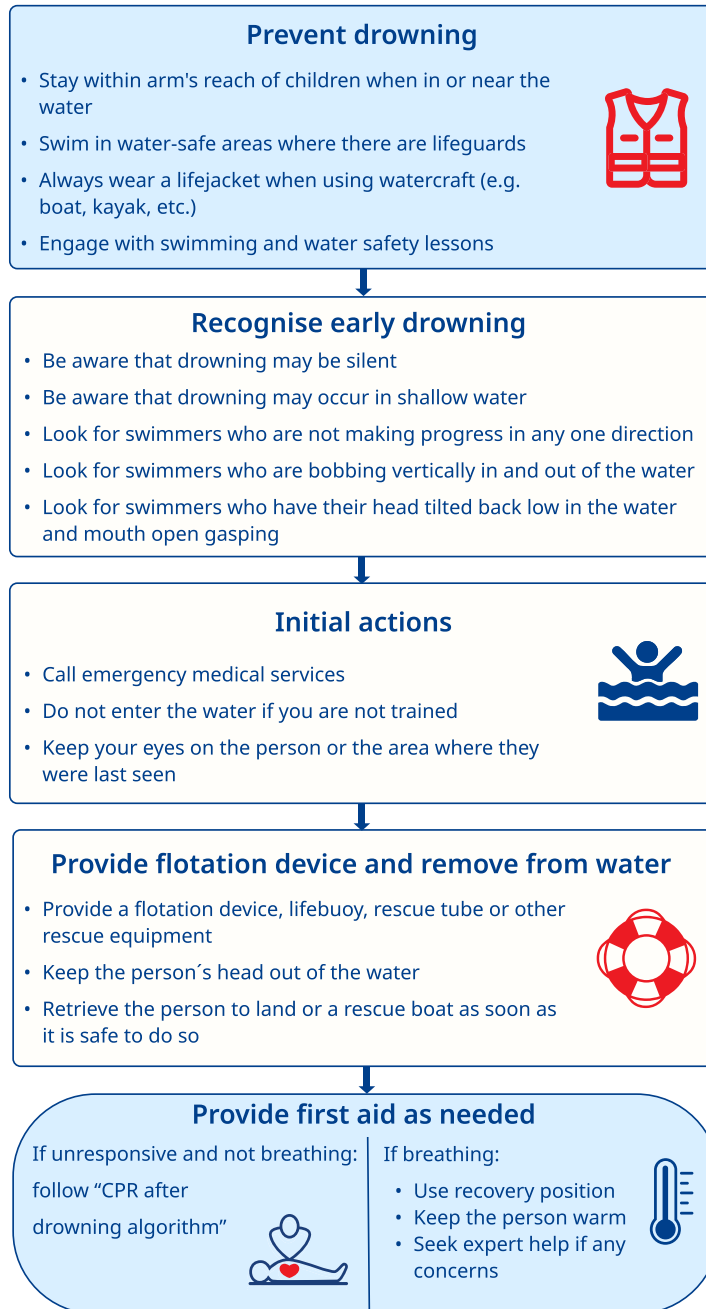 Prevent drowning
• Stay within arm's reach of children when in or near the
water
• Swim in water-safe areas where there are lifeguards
• Always wear a lifejacket when using watercraft (e.g.
boat, kayak, etc.)
• Engage with swimming and water safety lessons
Recognise early drowning
• Be aware that drowning may be silent
• Be aware that drowning may occur in shallow water
• Look for swimmers who are not making progress in any one direction
• Look for swimmers who are bobbing vertically in and out of the water
• Look for swimmers who have their head tilted back low in the water
and mouth open gasping
Initial actions
• Call emergency medical services
• Do not enter the water if you are not trained
• Keep your eyes on the person or the area where they
were last seen
Provide flotation device and remove from water
• Provide a flotation device, lifebuoy, rescue tube or other
rescue equipment
• Keep the person´s head out of the water
• Retrieve the person to land or a rescue boat as soon as
it is safe to do so
Provide first aid as needed
If unresponsive and not breathing:
follow “CPR after
drowning algorithm”
If breathing:
• Use recovery position
• Keep the person warm
• Seek expert help if any
concerns